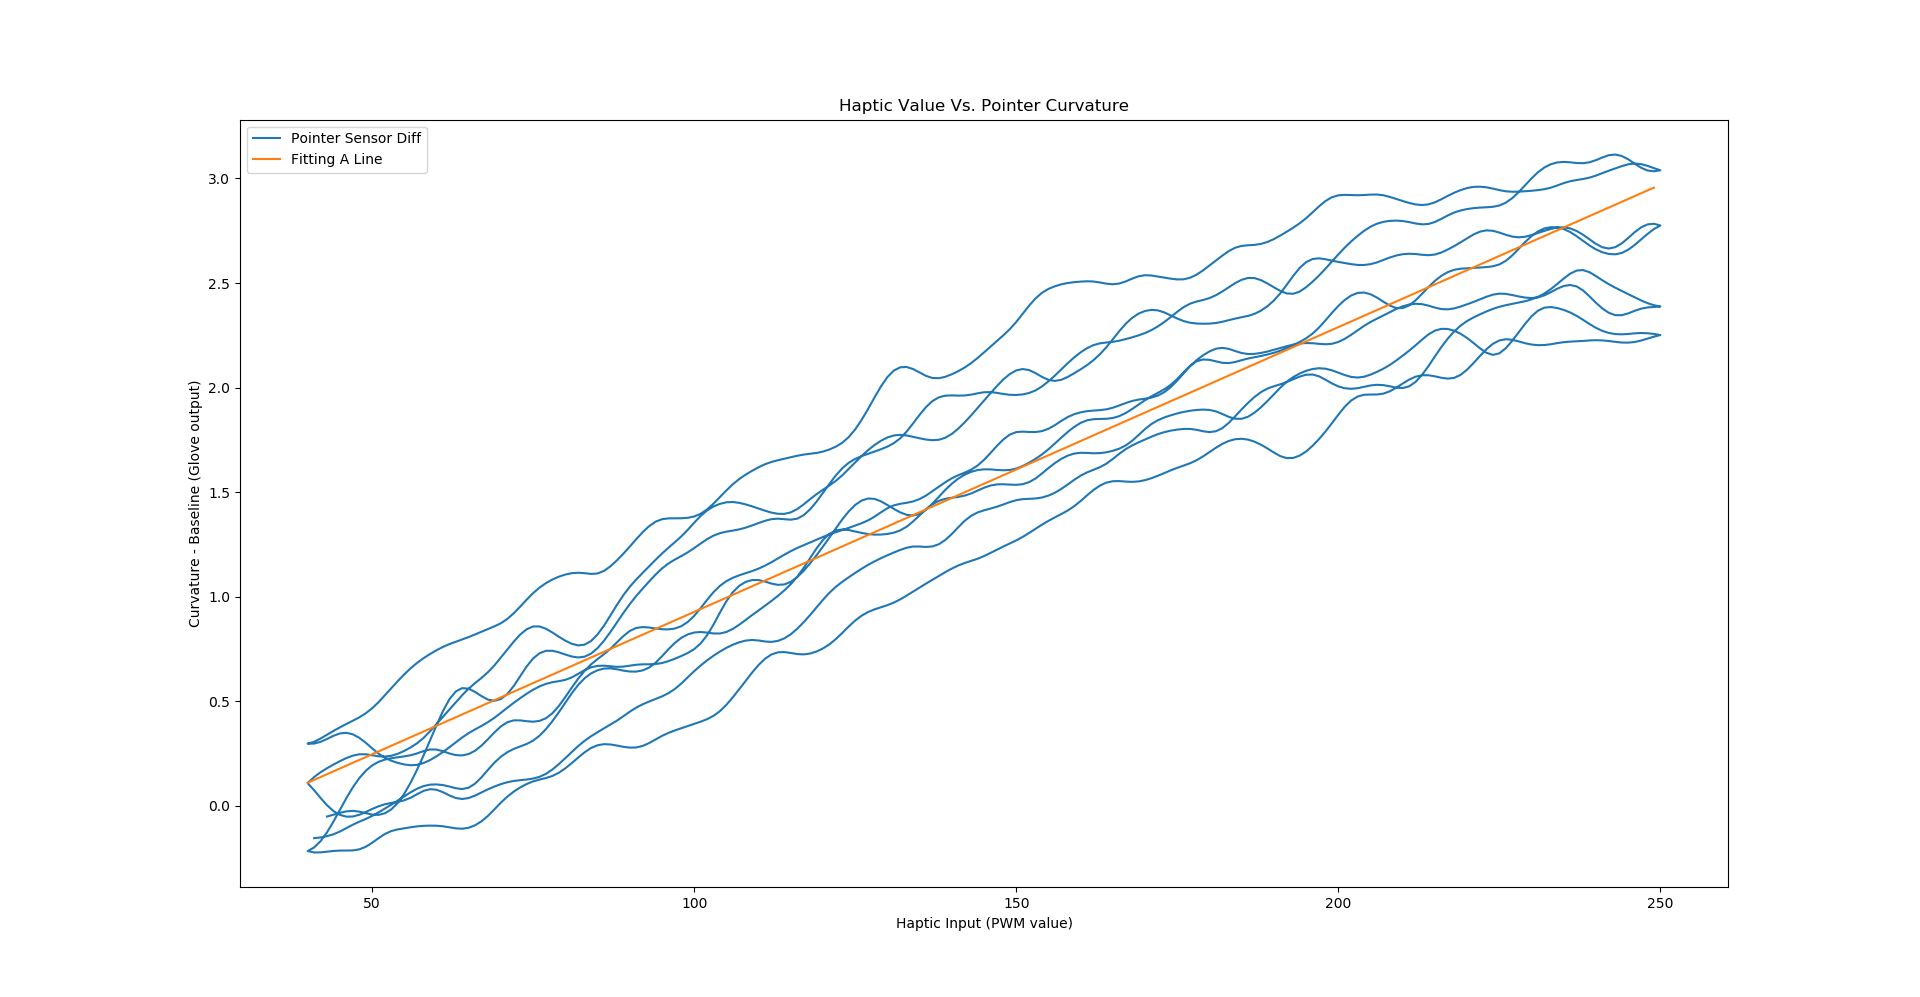 Haptic Value Vs. Pointer Curvature
Pointer Sensor Diff
Fitting A Line
3.0
2.5
2.0
1.5
1.0
0.5
0.0
Curvature - Baseline (Glove output)
50
100
150
200
250
Haptic Input (PWM value)